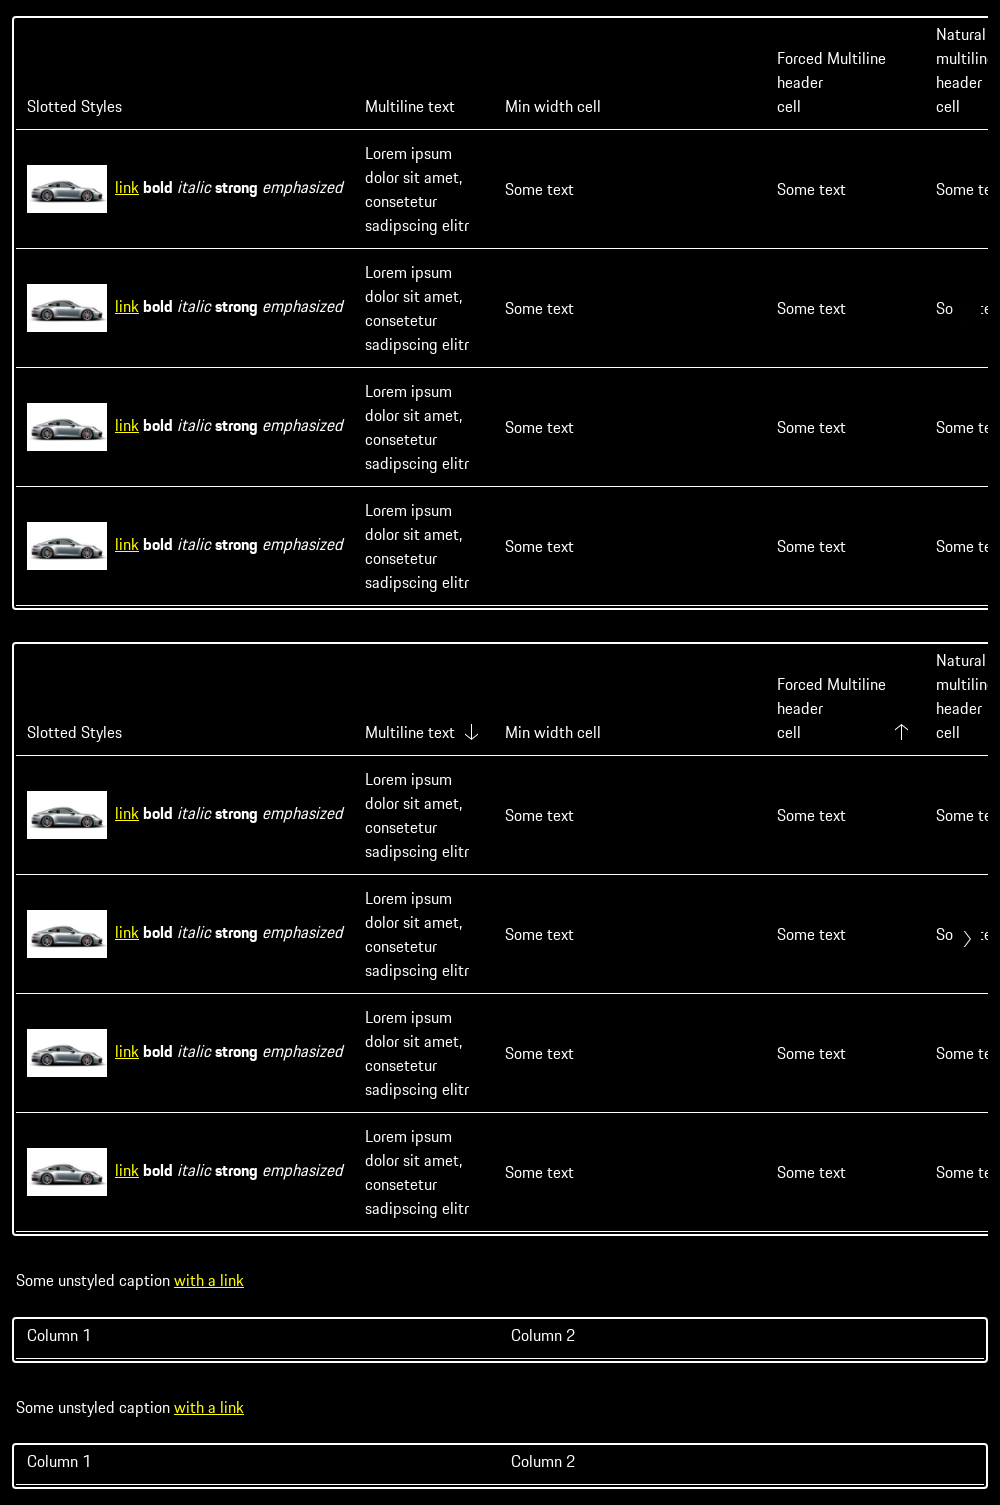 Slotted Styles Multiline text Min width cell Forced Multiline header cell Natural multiline header cell
link bold italic strong emphasized Lorem ipsum dolor sit amet, consetetur sadipscing elitr Some text Some text Some te
link bold italic strong emphasized Lorem ipsum dolor sit amet, consetetur sadipscing elitr Some text Some text So te
link bold italic strong emphasized Lorem ipsum dolor sit amet, consetetur sadipscing elitr Some text Some text Some te
link bold italic strong emphasized Lorem ipsum dolor sit amet, consetetur sadipscing elitr Some text Some text Some te
Slotted Styles Multiline text Min width cell Forced Multiline header cell Natural multiline header cell
link bold italic strong emphasized Lorem ipsum dolor sit amet, consetetur sadipscing elitr Some text Some text Some te
link bold italic strong emphasized Lorem ipsum dolor sit amet, consetetur sadipscing elitr Some text Some text So te
link bold italic strong emphasized Lorem ipsum dolor sit amet, consetetur sadipscing elitr Some text Some text Some te
link bold italic strong emphasized Lorem ipsum dolor sit amet, consetetur sadipscing elitr Some text Some text Some te
Some unstyled caption with a link
Column 1 Column 2
Some unstyled caption with a link
Column 1 Column 2